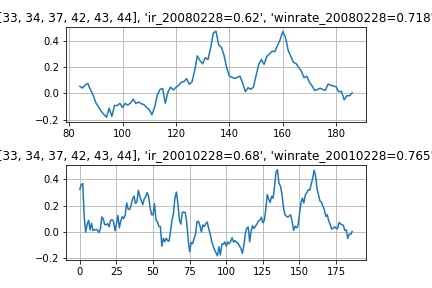 [33, 34, 37, 42, 43, 44], 'ir_20080228=0.62', 'winrate_20080228=0.718'
0.4
0.2
0.0
−0.2
80 100 120 140 160 180
[33, 34, 37, 42, 43, 44], 'ir_20010228=0.68', 'winrate_20010228=0.765'
0.4
0.2
0.0
−0.2
0 25 50 75 100 125 150 175